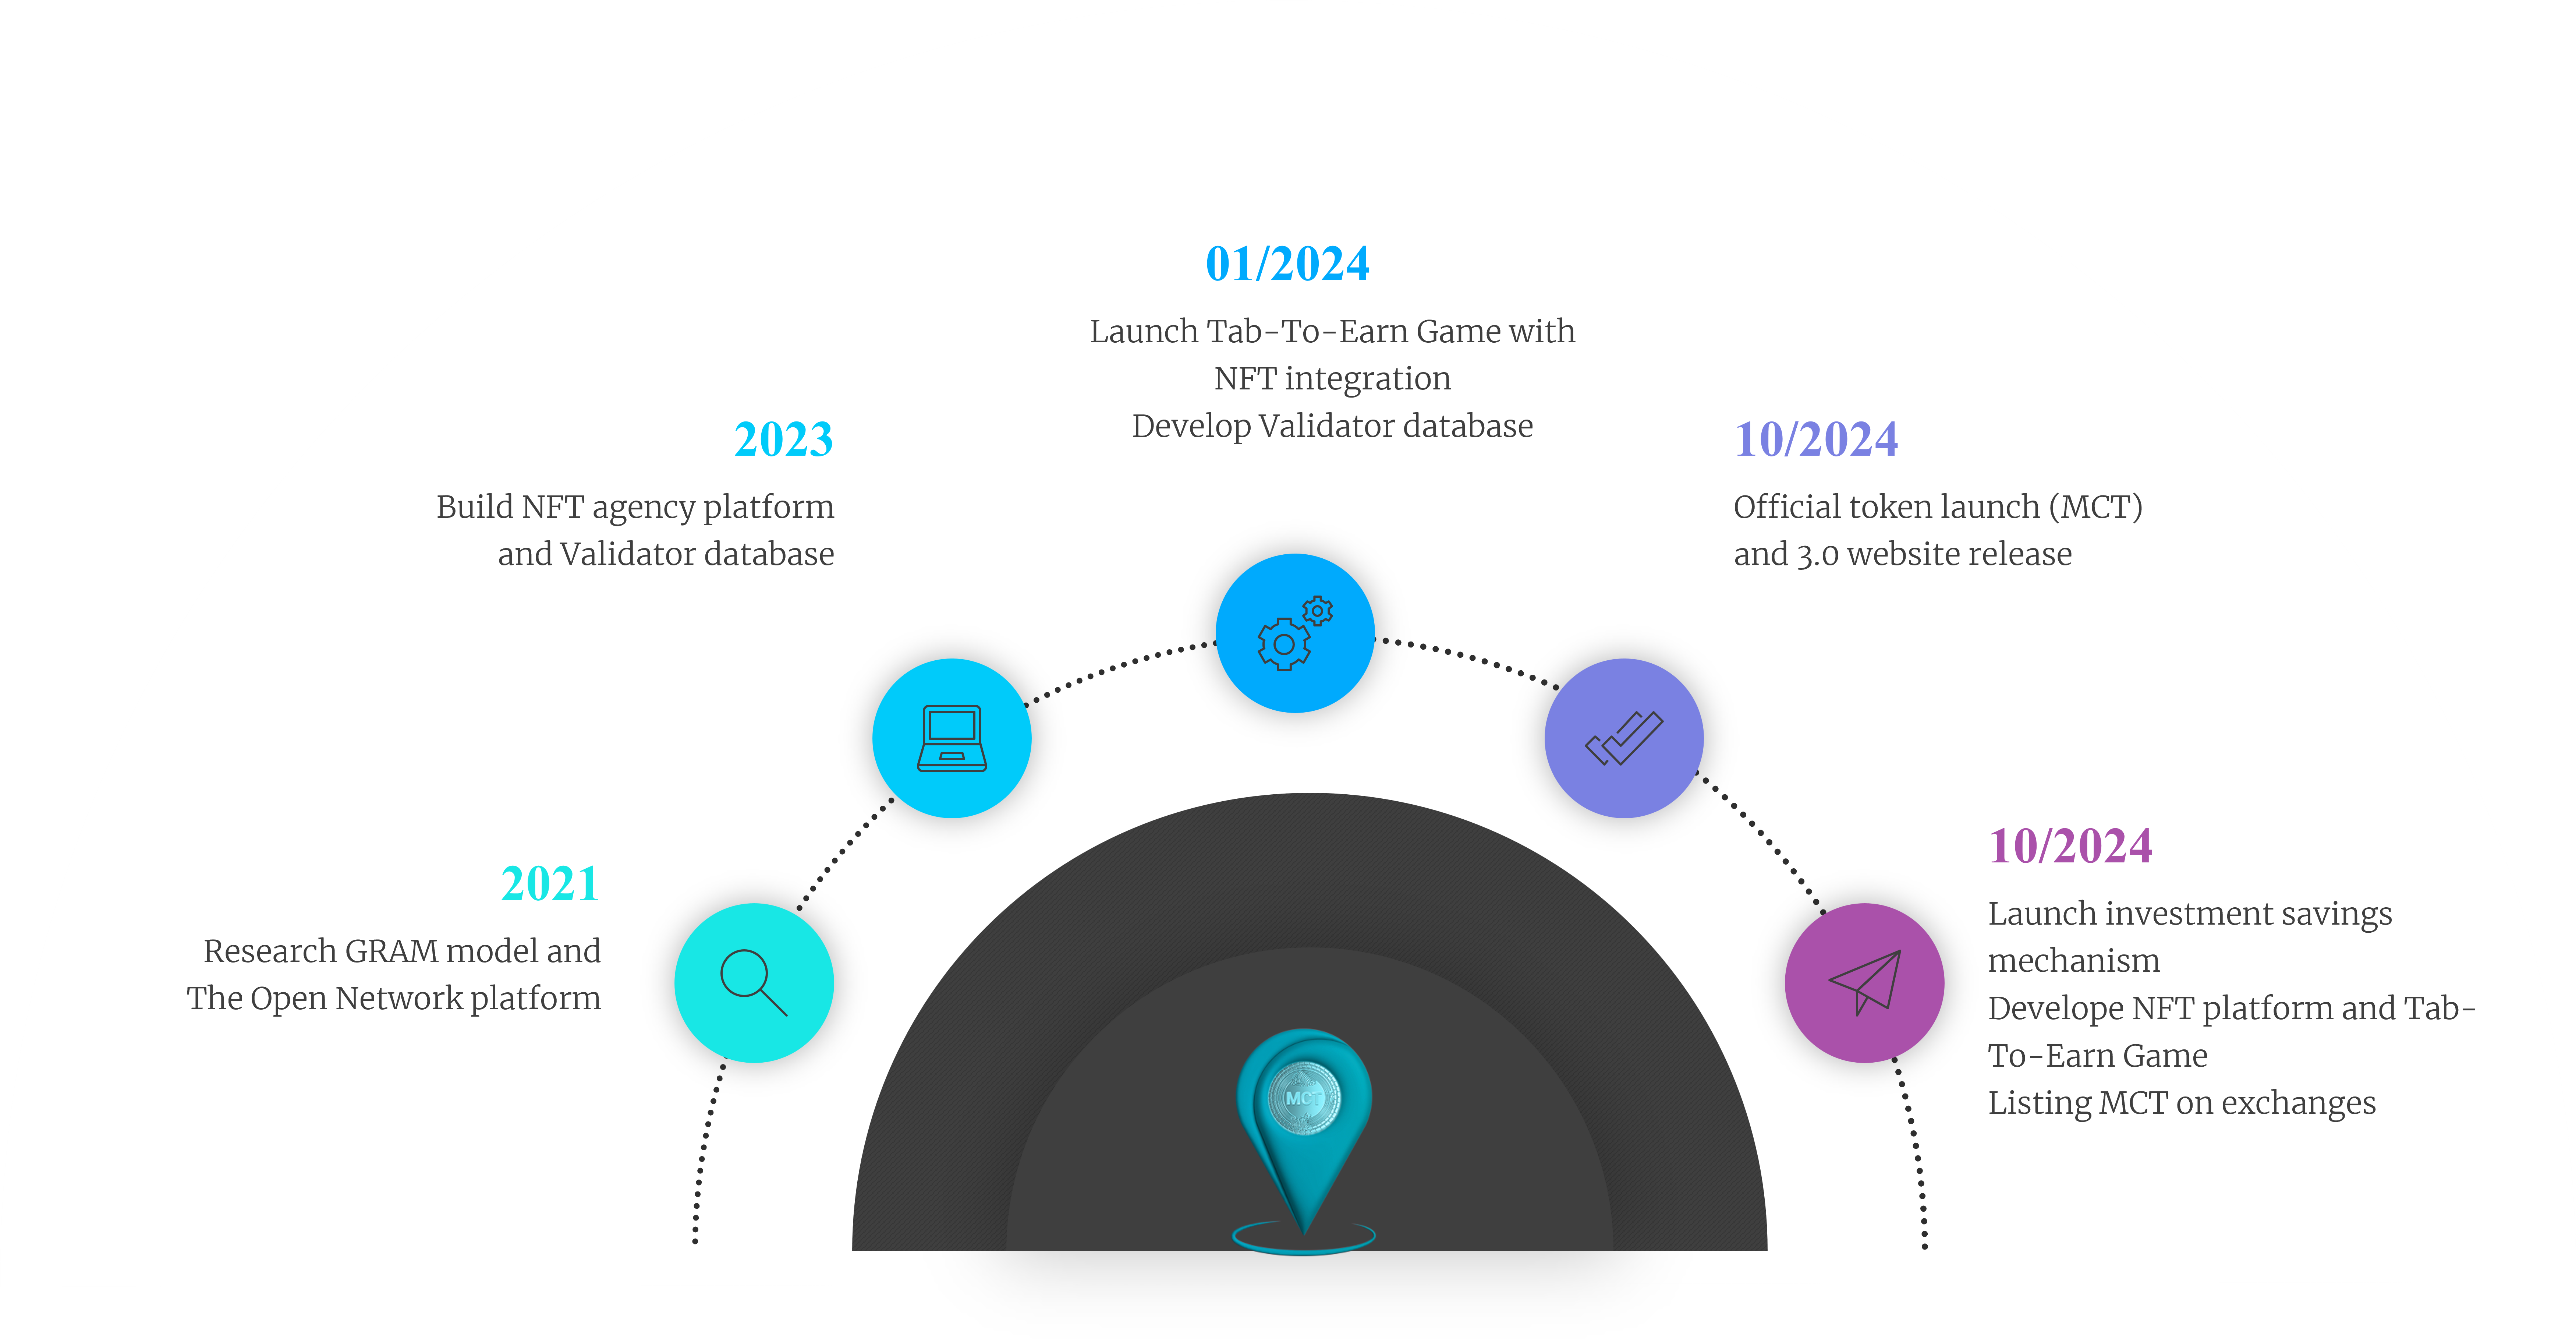 01/2024
Launch Tab-To-Earn Game with
NFT integration
Develop Validator database
2023
Build NFT agency platform
and Validator database
10/2024
Official token launch (MCT)
and 3.0 website release
2021
Research GRAM model and
The Open Network platform
10/2024
Launch investment savings
mechanism
Develope NFT platform and Tab-
To-Earn Game
Listing MCT on exchanges
MCT